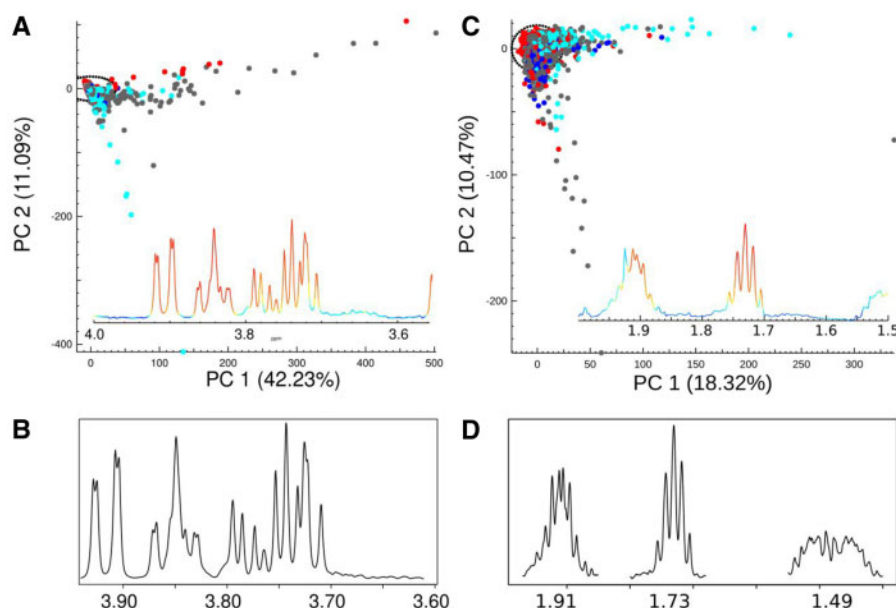 A
0
-200
-400
PC 2 (11.09%)
4.0 3.8 3.6
ppm
0 100 200 300 400 500
PC 1 (42.23%)
C
0
-100
-200
PC 2 (10.47%)
1.9 1.8 1.7 1.6 1.5
0 50 100 150 200 250 300
PC 1 (18.32%)
B
3.90 3.80 3.70 3.60
D
1.91 1.73 1.49